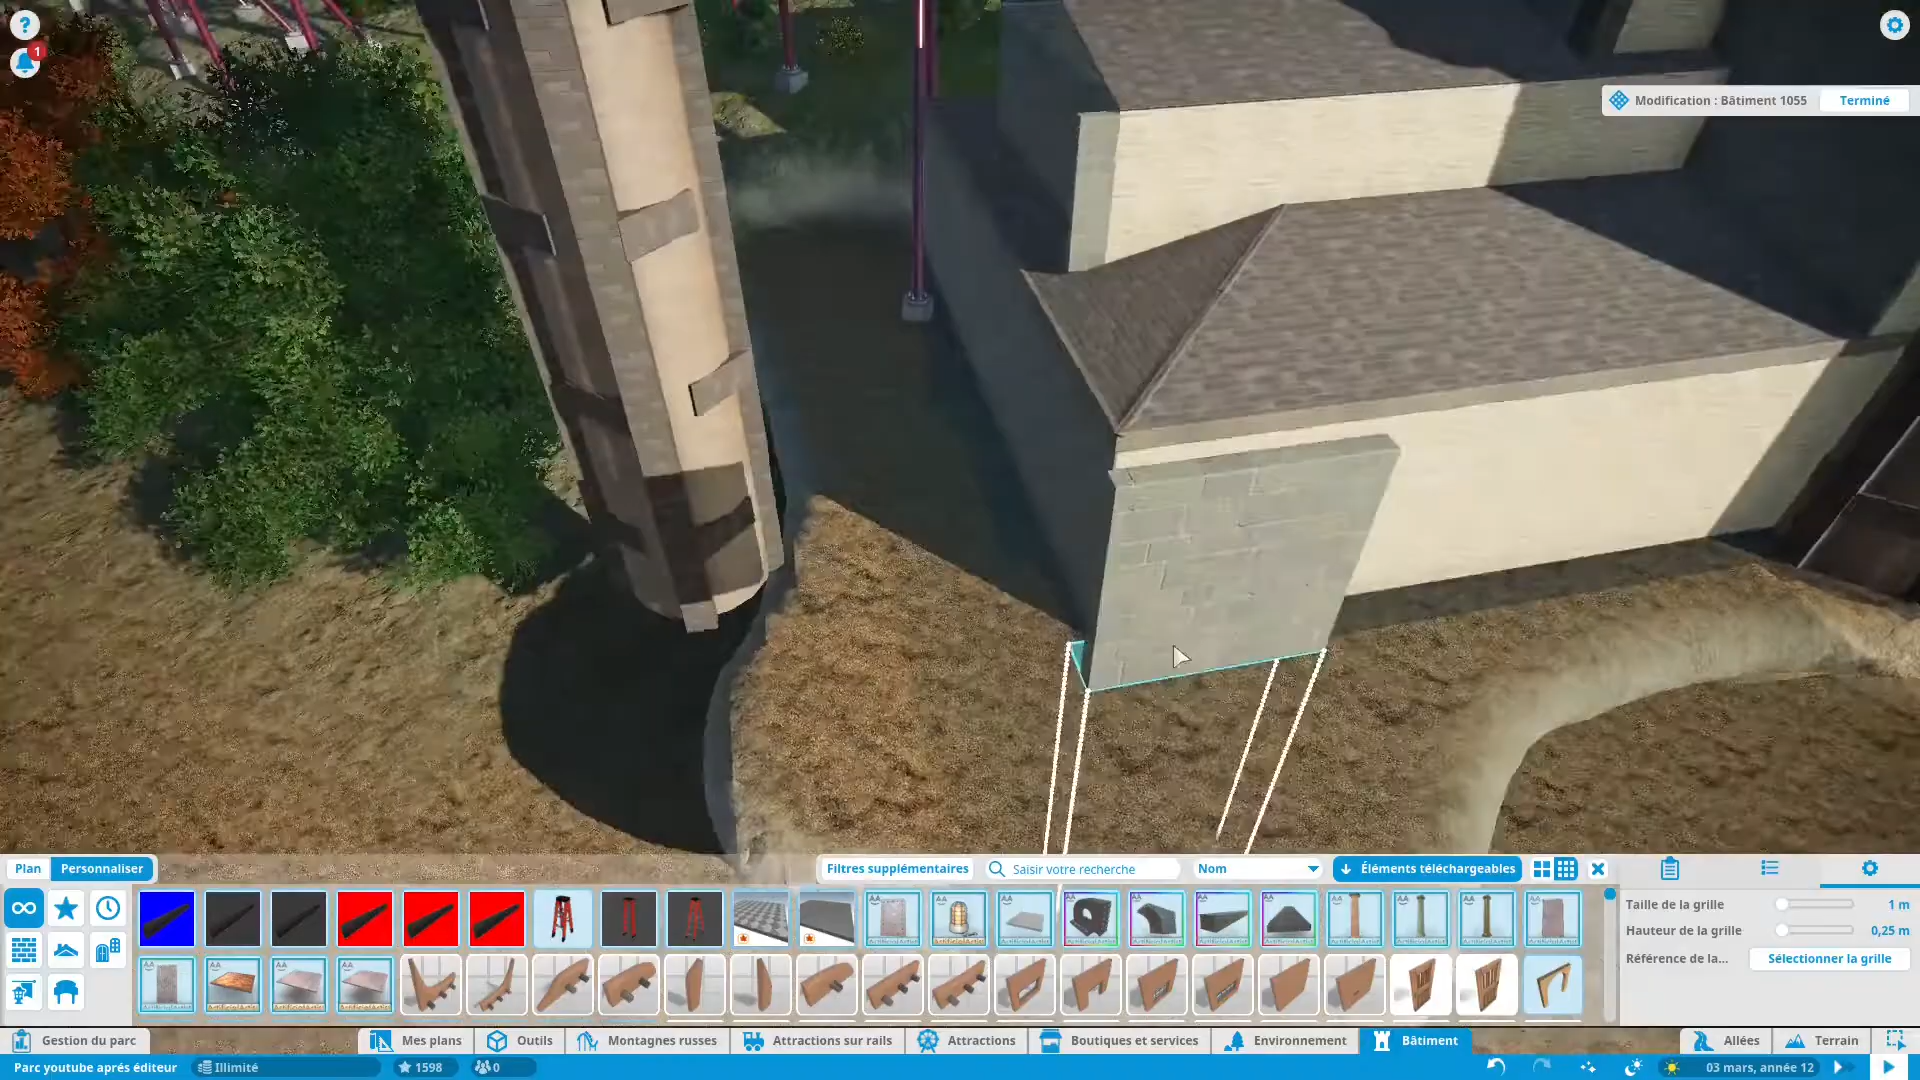 ?
1
Modification : Bâtiment 1055
Terminé
Plan
Personnaliser
Filtres supplémentaires
Saisir votre recherche
Nom
Éléments téléchargeables
Taille de la grille
1 m
Hauteur de la grille
0,25 m
Référence de la...
Sélectionner la grille
Gestion du parc
Mes plans
Outils
Montagnes russes
Attractions sur rails
Attractions
Boutiques et services
Environnement
Bâtiment
Allées
Terrain
Parc youtube aprés éditeur
Illimité
1598
0
03 mars, année 12